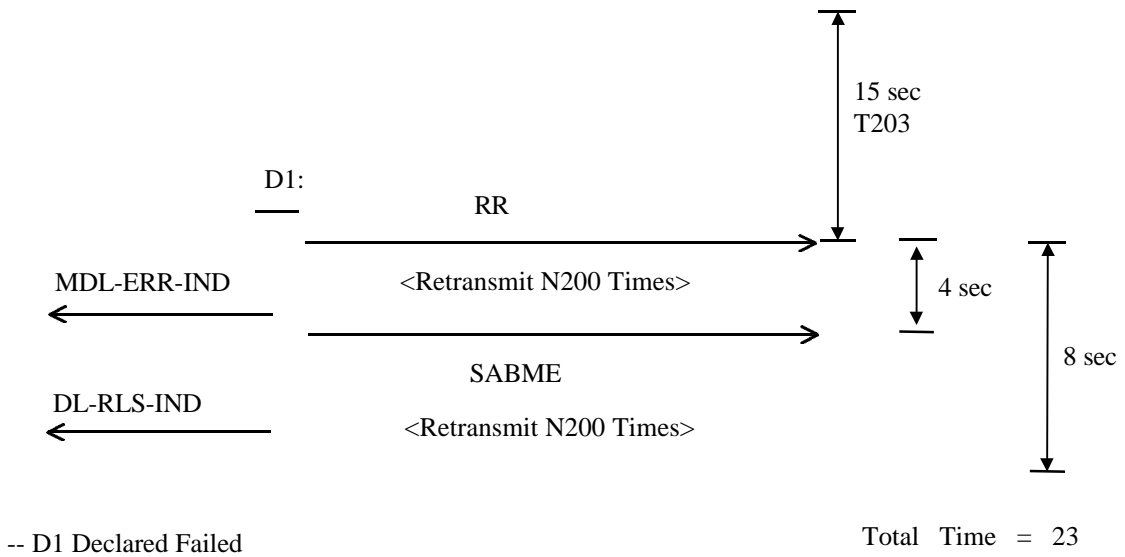 15 sec
T203
D1:
RR
MDL-ERR-IND
<Retransmit N200 Times>
4 sec
8 sec
SABME
DL-RLS-IND
<Retransmit N200 Times>
-- D1 Declared Failed
Total Time = 23